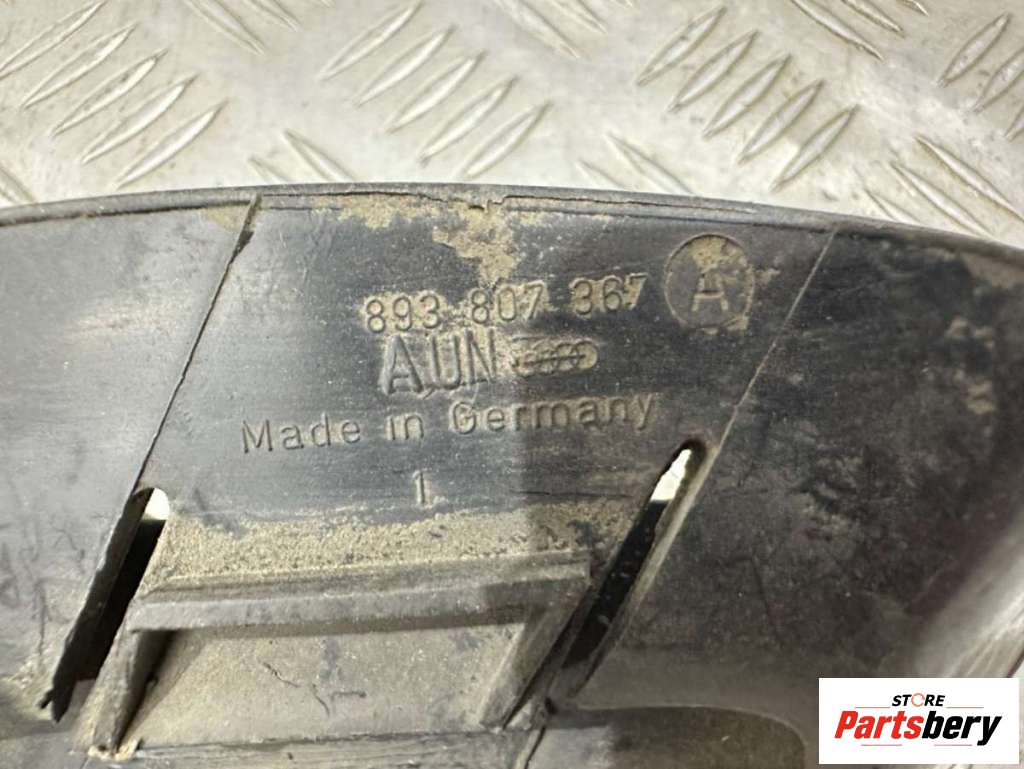 893 807 367 A
AUN
Made in Germany
1
STORE
Partsbery